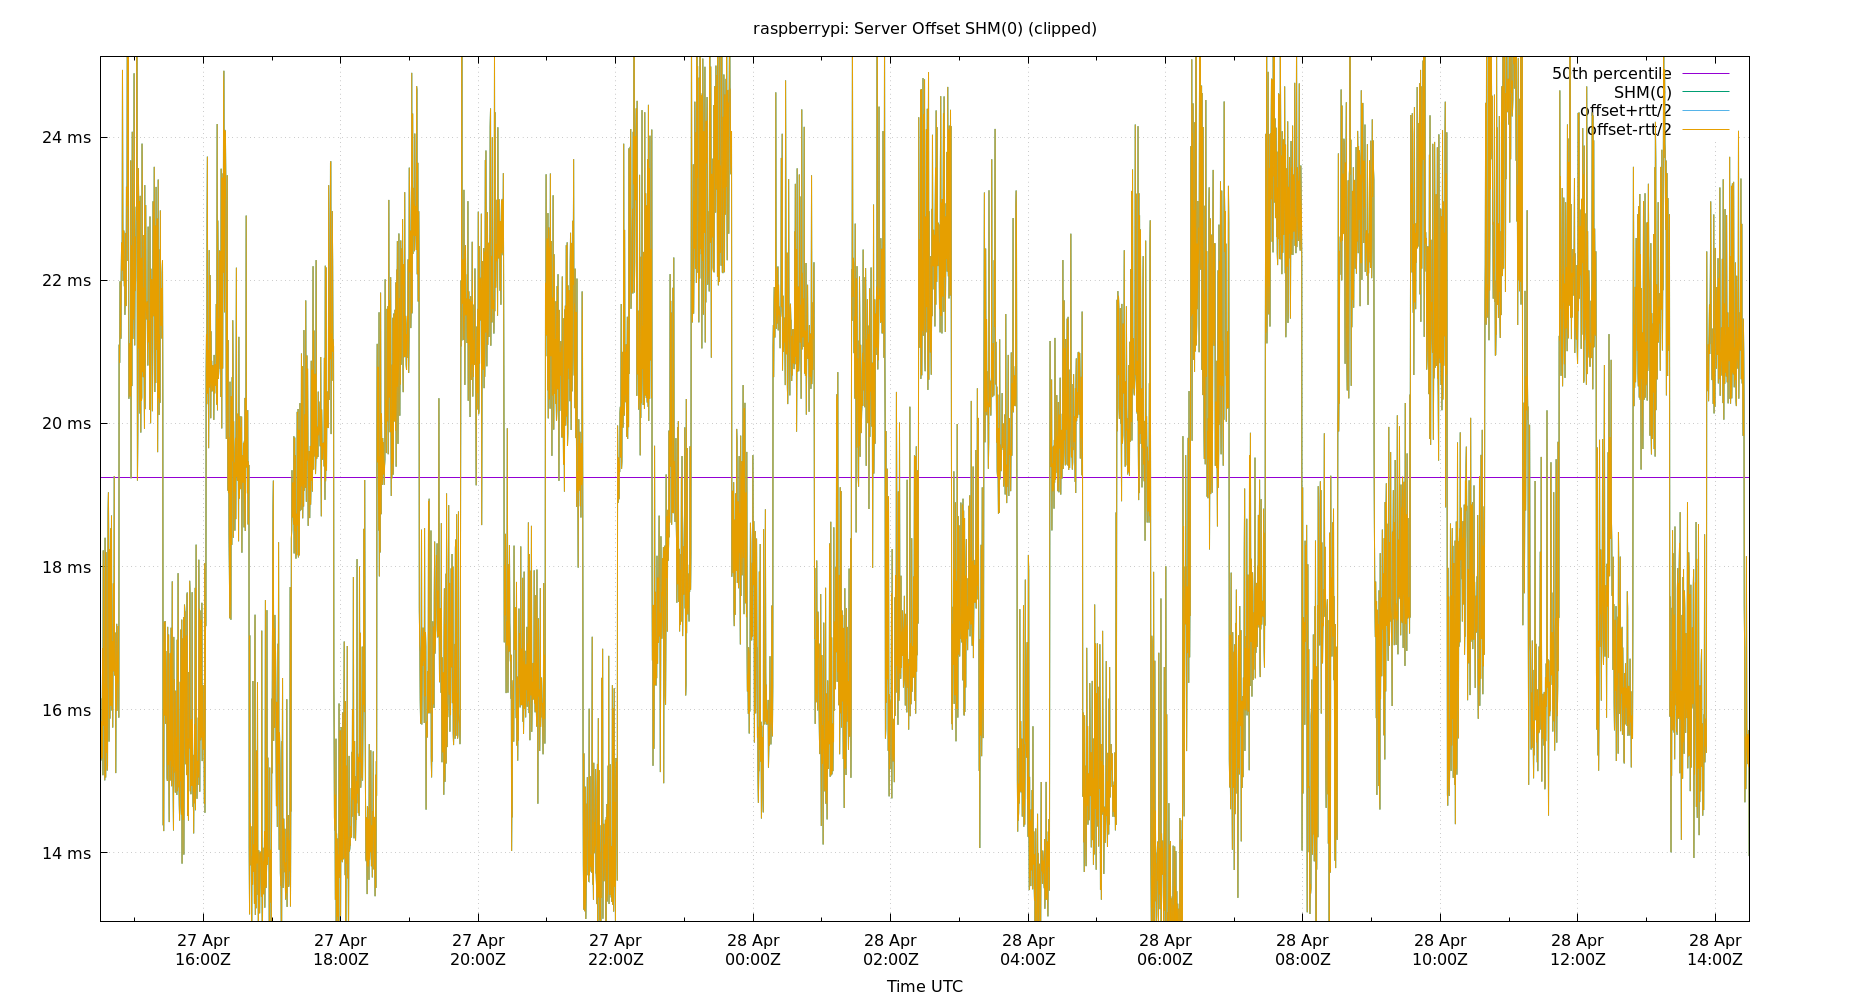 raspberrypi: Server Offset SHM(0) (clipped)
50th percentile
SHM(0)
offset+rtt/2
offset-rtt/2
24 ms
22 ms
20 ms
18 ms
16 ms
14 ms
27 Apr 27 Apr 27 Apr 27 Apr 28 Apr 28 Apr 28 Apr 28 Apr 28 Apr 28 Apr 28 Apr 28 Apr
16:00Z 18:00Z 20:00Z 22:00Z 00:00Z 02:00Z 04:00Z 06:00Z 08:00Z 10:00Z 12:00Z 14:00Z
Time UTC